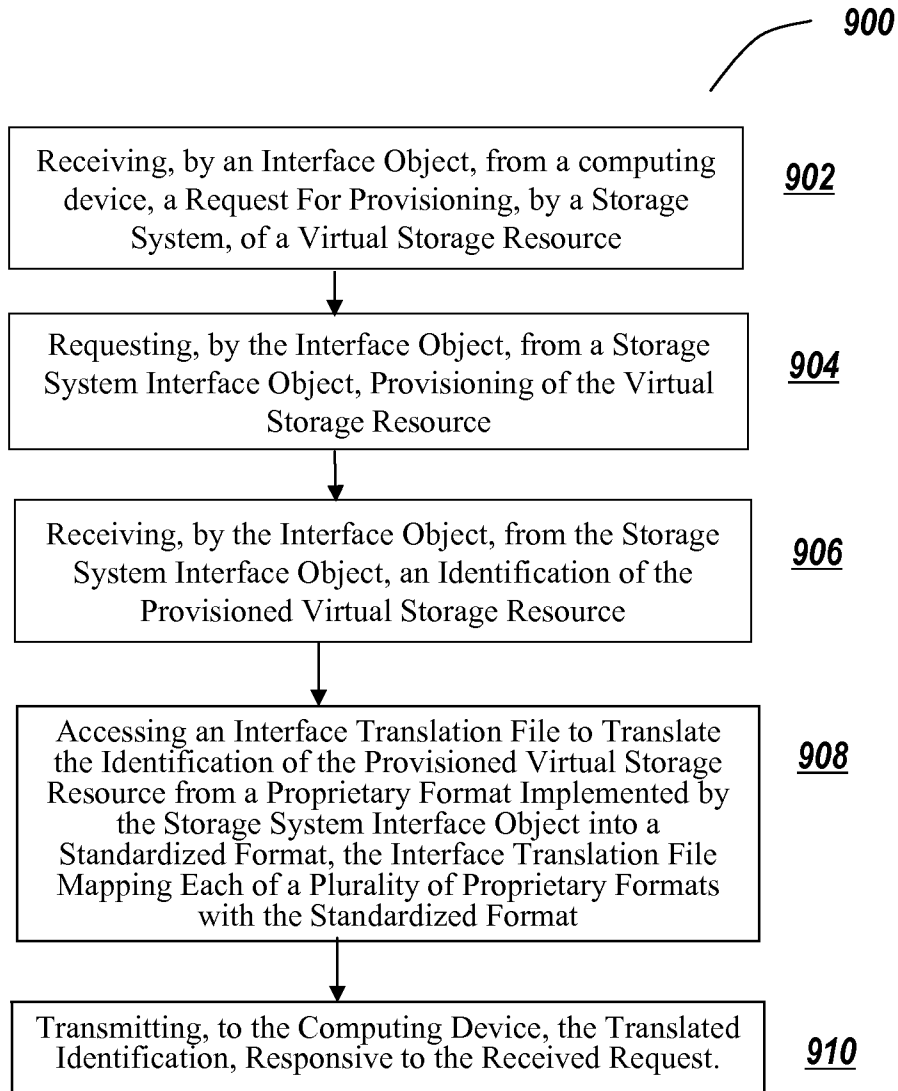 900
Receiving, by an Interface Object, from a computing
device, a Request For Provisioning, by a Storage
System, of a Virtual Storage Resource
902
Requesting, by the Interface Object, from a Storage
System Interface Object, Provisioning of the Virtual
Storage Resource
904
Receiving, by the Interface Object, from the Storage
System Interface Object, an Identification of the
Provisioned Virtual Storage Resource
906
Accessing an Interface Translation File to Translate
the Identification of the Provisioned Virtual Storage
Resource from a Proprietary Format Implemented by
the Storage System Interface Object into a
Standardized Format, the Interface Translation File
Mapping Each of a Plurality of Proprietary Formats
with the Standardized Format
908
Transmitting, to the Computing Device, the Translated
Identification, Responsive to the Received Request.
910